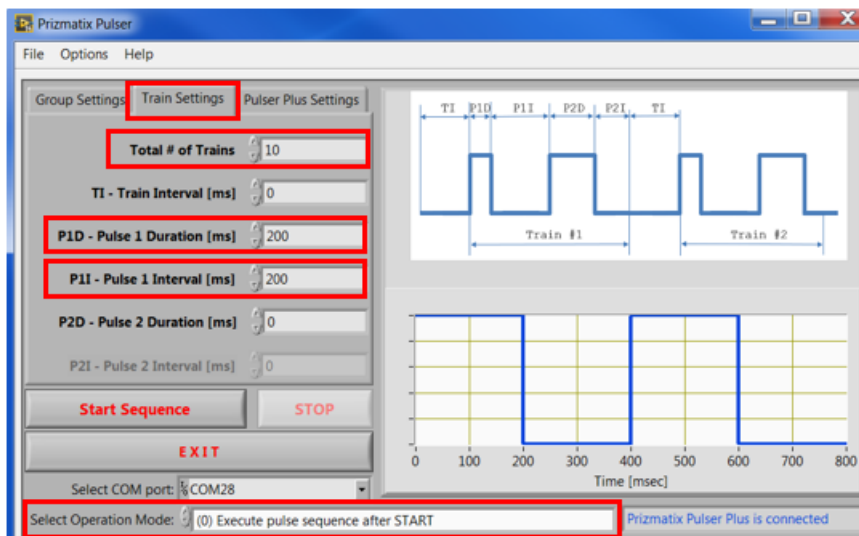 Prizmatix Pulser
File Options Help
Group Settings Train Settings Pulser Plus Settings
Total # of Trains 10
TI - Train Interval [ms] 0
P1D - Pulse 1 Duration [ms] 200
P1I - Pulse 1 Interval [ms] 200
P2D - Pulse 2 Duration [ms] 0
P2I - Pulse 2 Interval [ms] 0
Start Sequence STOP
EXIT
Select COM port: COM28
Select Operation Mode: (0) Execute pulse sequence after START
TI P1D P1I P2D P2I, TI
Train #1 Train #2
0 100 200 300 400 500 600 700 800
Time [msec]
Prizmatix Pulser Plus is connected